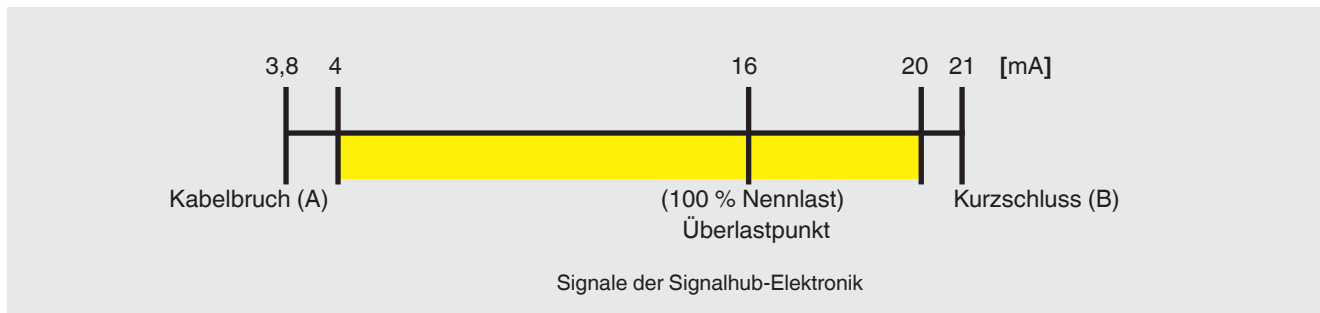 3,8 4 16 20 21 [mA]
Kabelbruch (A) (100 % Nennlast) Kurzschluss (B)
Überlastpunkt
Signale der Signalhub-Elektronik